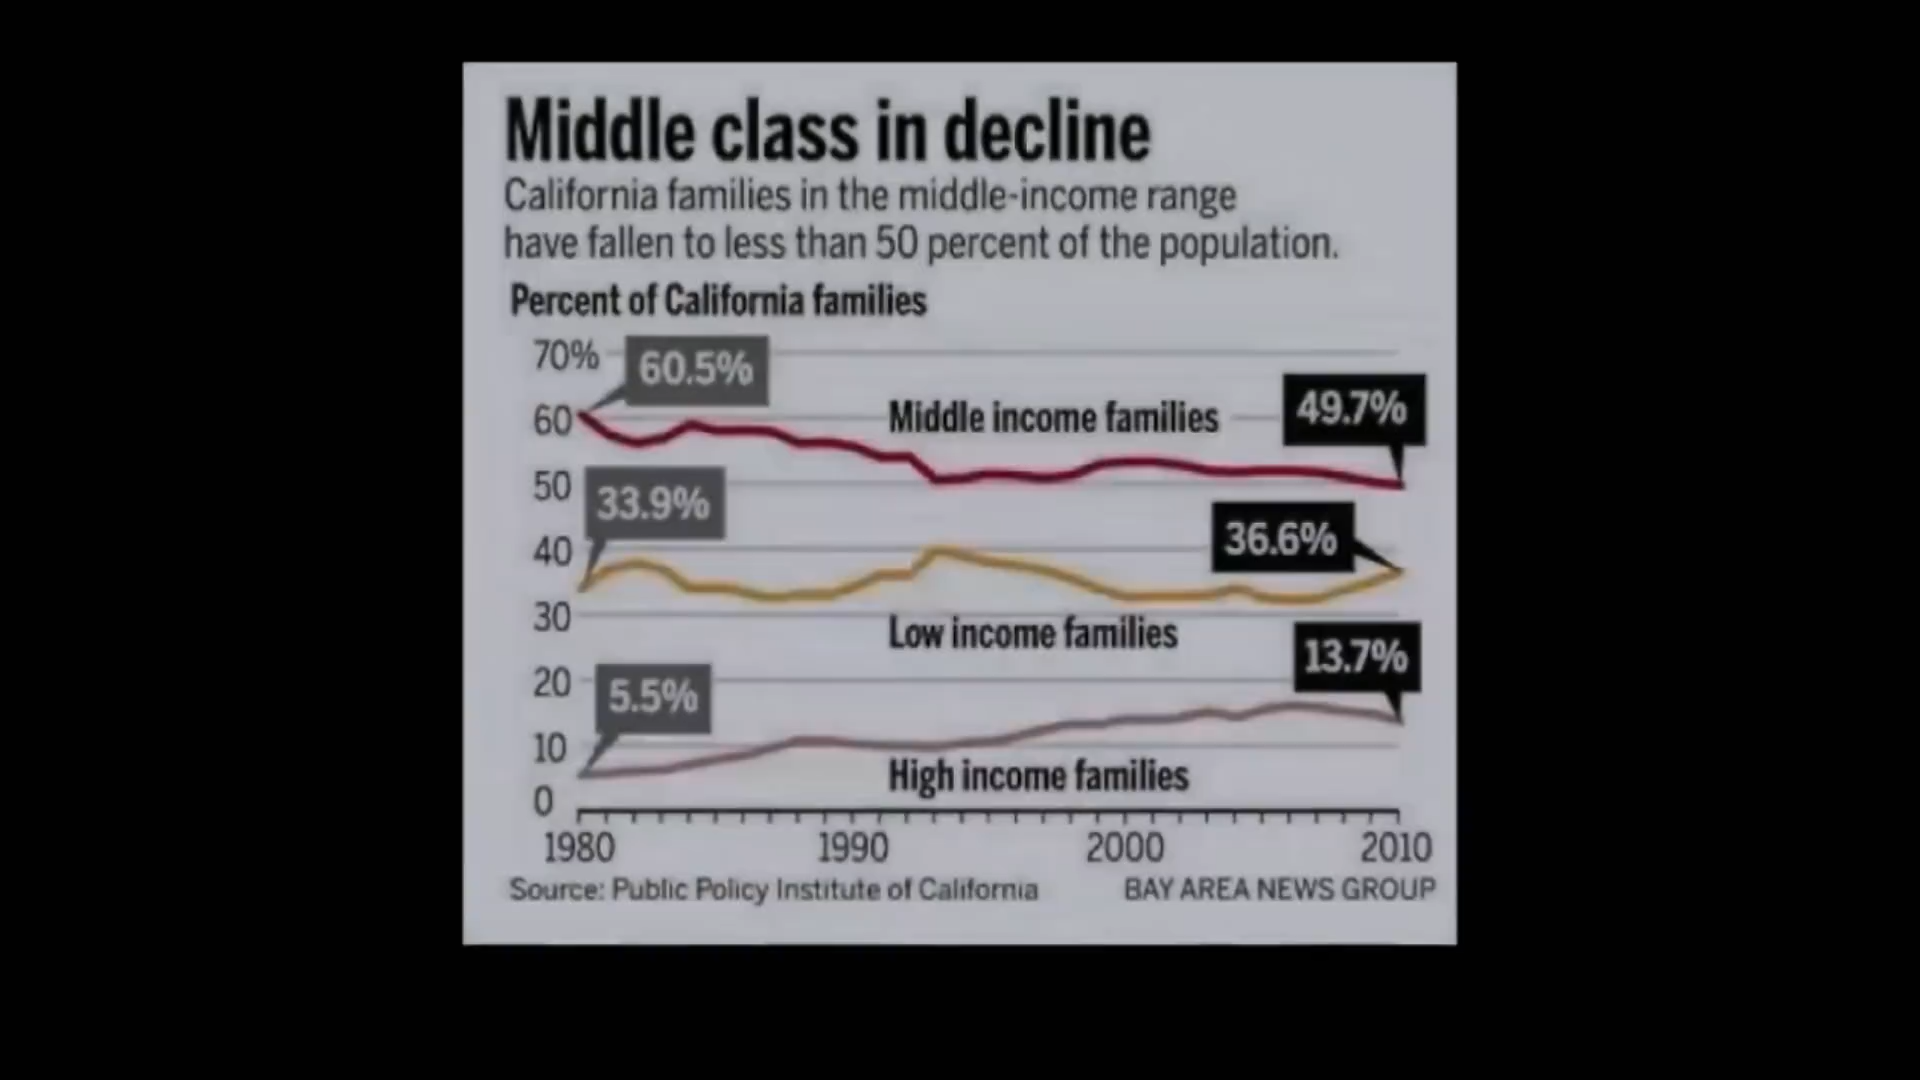 Middle class in decline
California families in the middle-income range
have fallen to less than 50 percent of the population.
Percent of California families
70%
60.5%
60
Middle income families
49.7%
50
33.9%
40
36.6%
30
Low income families
13.7%
20
5.5%
10
High income families
0
1980 1990 2000 2010
Source: Public Policy Institute of California BAY AREA NEWS GROUP